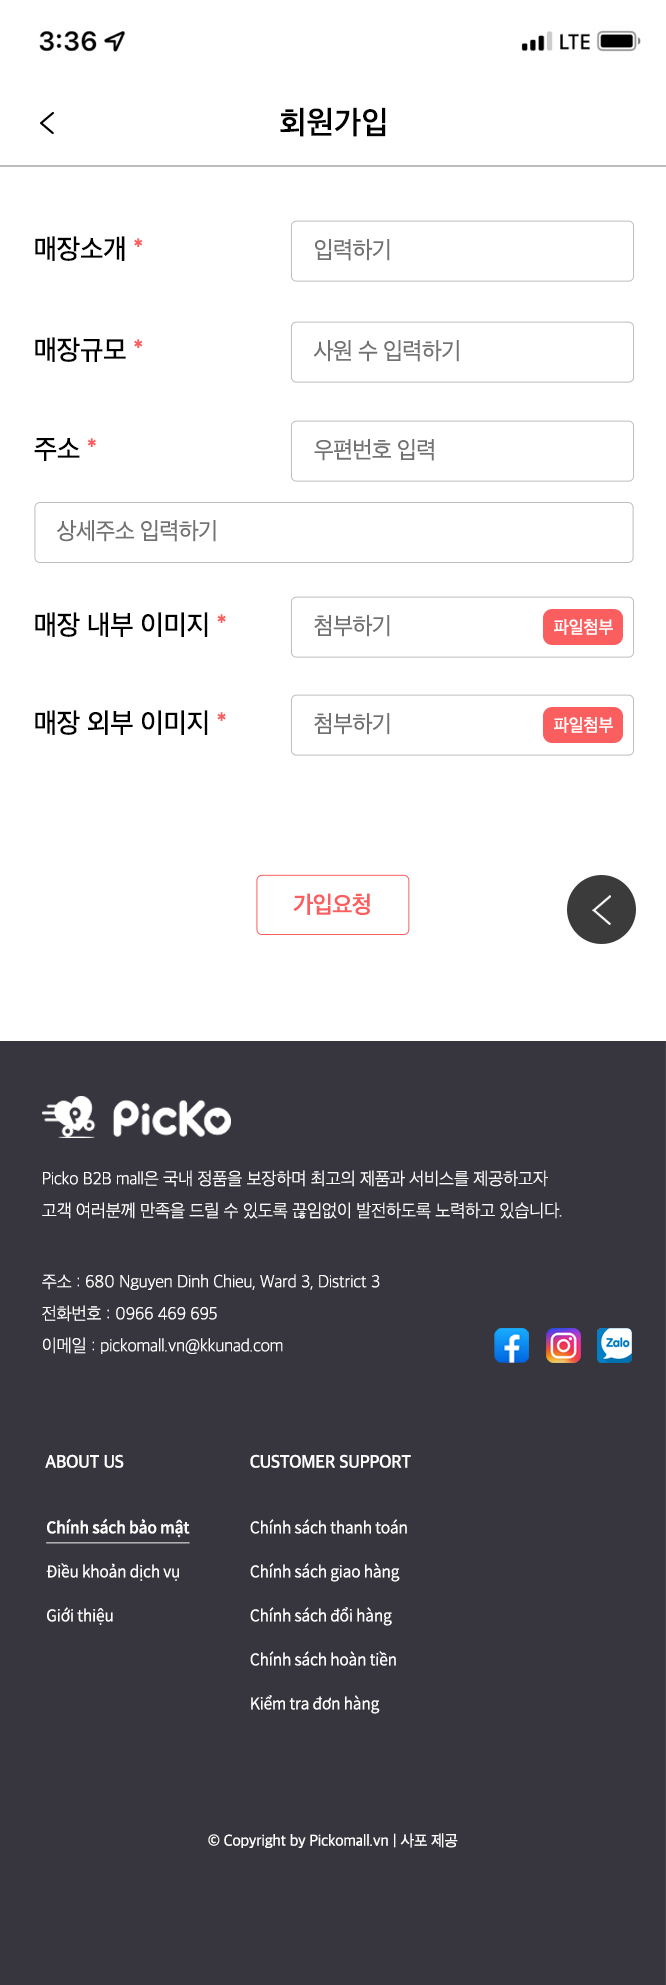 3:36 LTE
회원가입
매장소개 * 입력하기
매장규모 * 사원 수 입력하기
주소 * 우편번호 입력
상세주소 입력하기
매장 내부 이미지 * 첨부하기 파일첨부
매장 외부 이미지 * 첨부하기 파일첨부
가입요청
PicKo
Picko B2B mall은 국내 정품을 보장하며 최고의 제품과 서비스를 제공하고자
고객 여러분께 만족을 드릴 수 있도록 끊임없이 발전하도록 노력하고 있습니다.
주소 : 680 Nguyen Dinh Chieu, Ward 3, District 3
전화번호 : 0966 469 695
이메일 : pickomall.vn@kkunad.com
Zalo
ABOUT US
Chính sách bảo mật
Điều khoản dịch vụ
Giới thiệu
CUSTOMER SUPPORT
Chính sách thanh toán
Chính sách giao hàng
Chính sách đổi hàng
Chính sách hoàn tiền
Kiểm tra đơn hàng
© Copyright by Pickomall.vn | 사포 제공